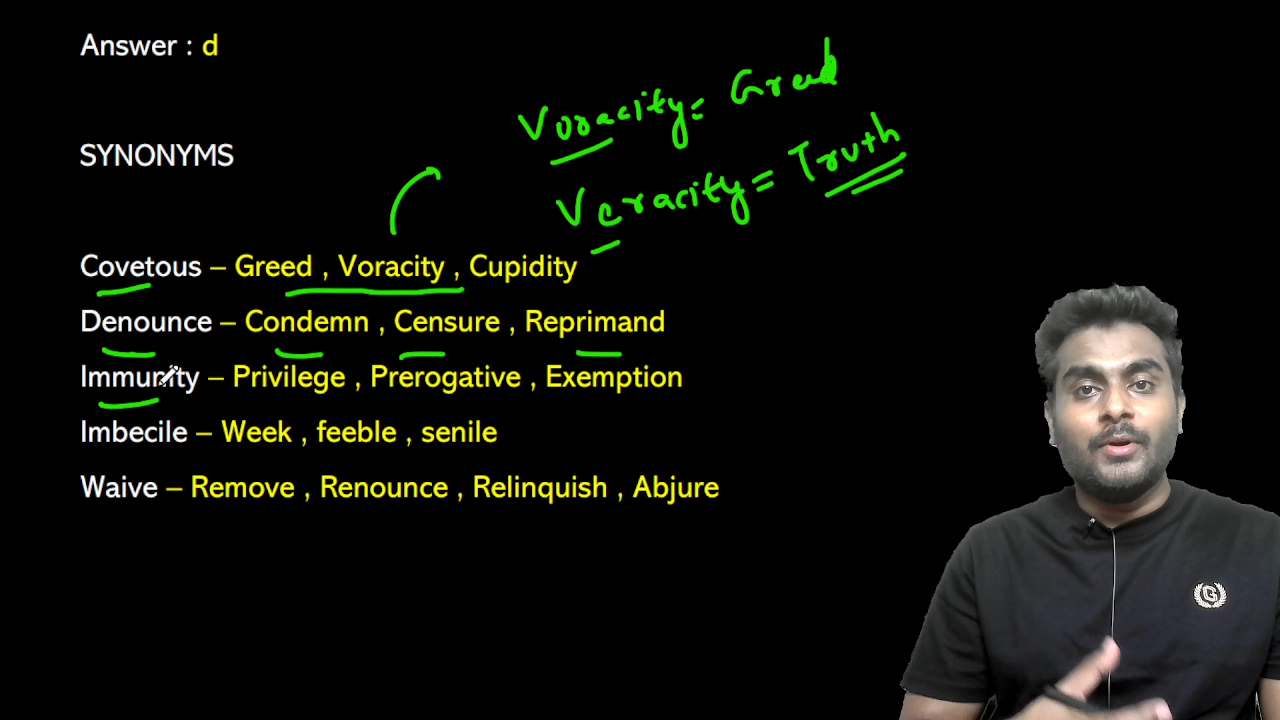 Answer : d
Voracity = Greed
SYNONYMS
Veracity = Truth
Covetous – Greed , Voracity , Cupidity
Denounce – Condemn , Censure , Reprimand
Immunity – Privilege , Prerogative , Exemption
Imbecile – Week , feeble , senile
Waive – Remove , Renounce , Relinquish , Abjure
G